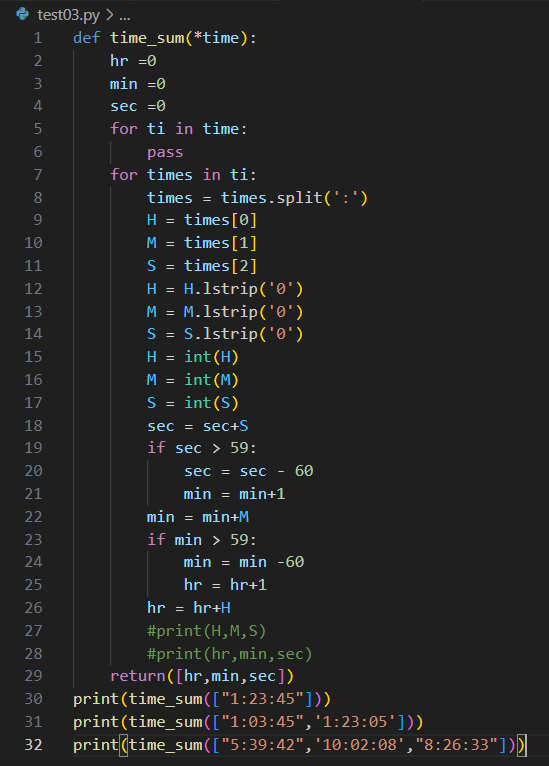 test03.py > ...
1 def time_sum(*time):
2     hr =0
3     min =0
4     sec =0
5     for ti in time:
6         pass
7     for times in ti:
8         times = times.split(':')
9         H = times[0]
10         M = times[1]
11         S = times[2]
12         H = H.lstrip('0')
13         M = M.lstrip('0')
14         S = S.lstrip('0')
15         H = int(H)
16         M = int(M)
17         S = int(S)
18         sec = sec+S
19         if sec > 59:
20             sec = sec - 60
21             min = min+1
22         min = min+M
23         if min > 59:
24             min = min -60
25             hr = hr+1
26         hr = hr+H
27         #print(H,M,S)
28         #print(hr,min,sec)
29     return([hr,min,sec])
30 print(time_sum(["1:23:45"]))
31 print(time_sum(["1:03:45",'1:23:05']))
32 print(time_sum(["5:39:42",'10:02:08',"8:26:33"]))